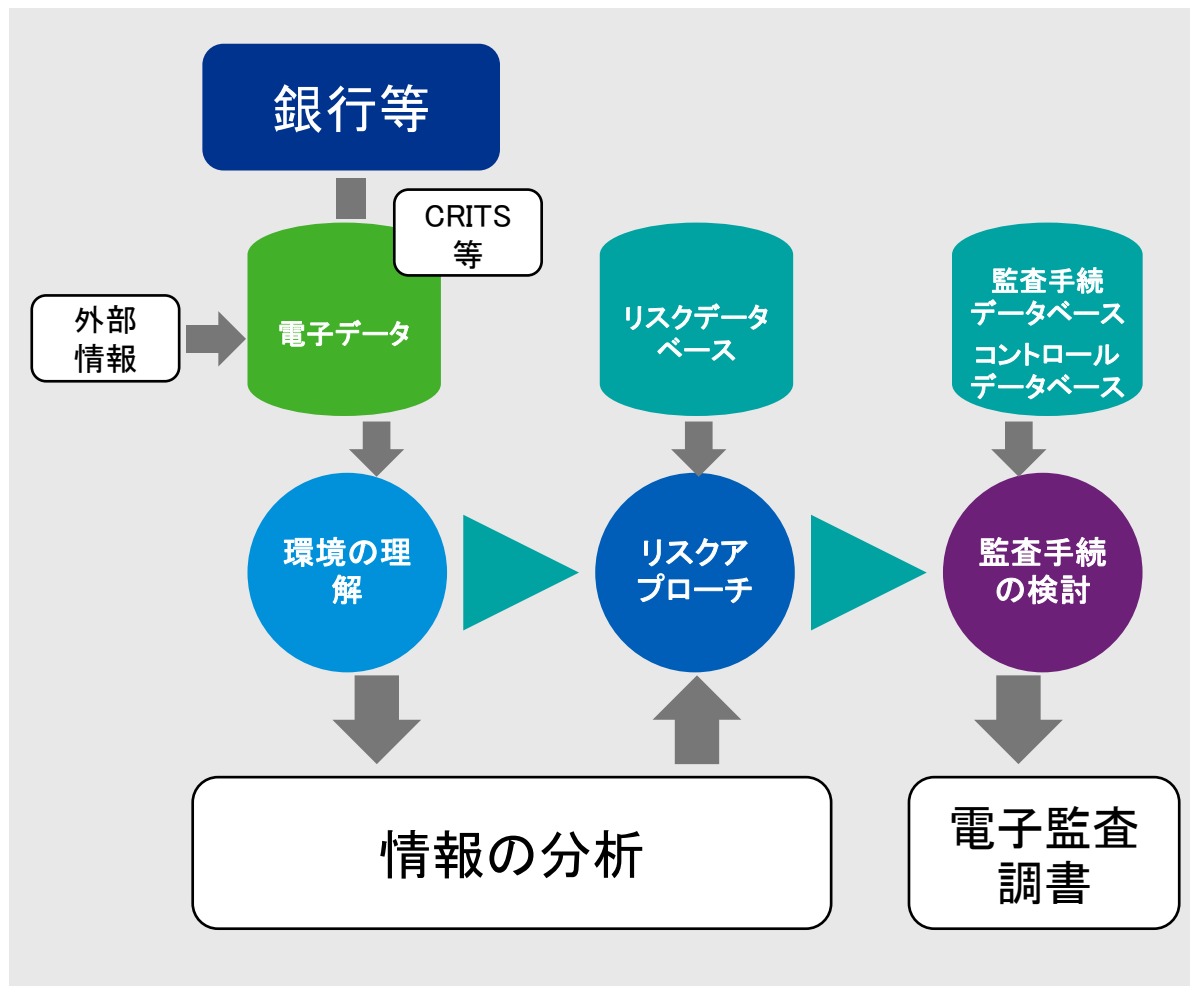 銀行等
CRITS
等
外部
情報
電子データ
リスクデータ
ベース
監査手続
データベース
コントロール
データベース
環境の理
解
リスクア
プローチ
監査手続
の検討
情報の分析
電子監査
調書